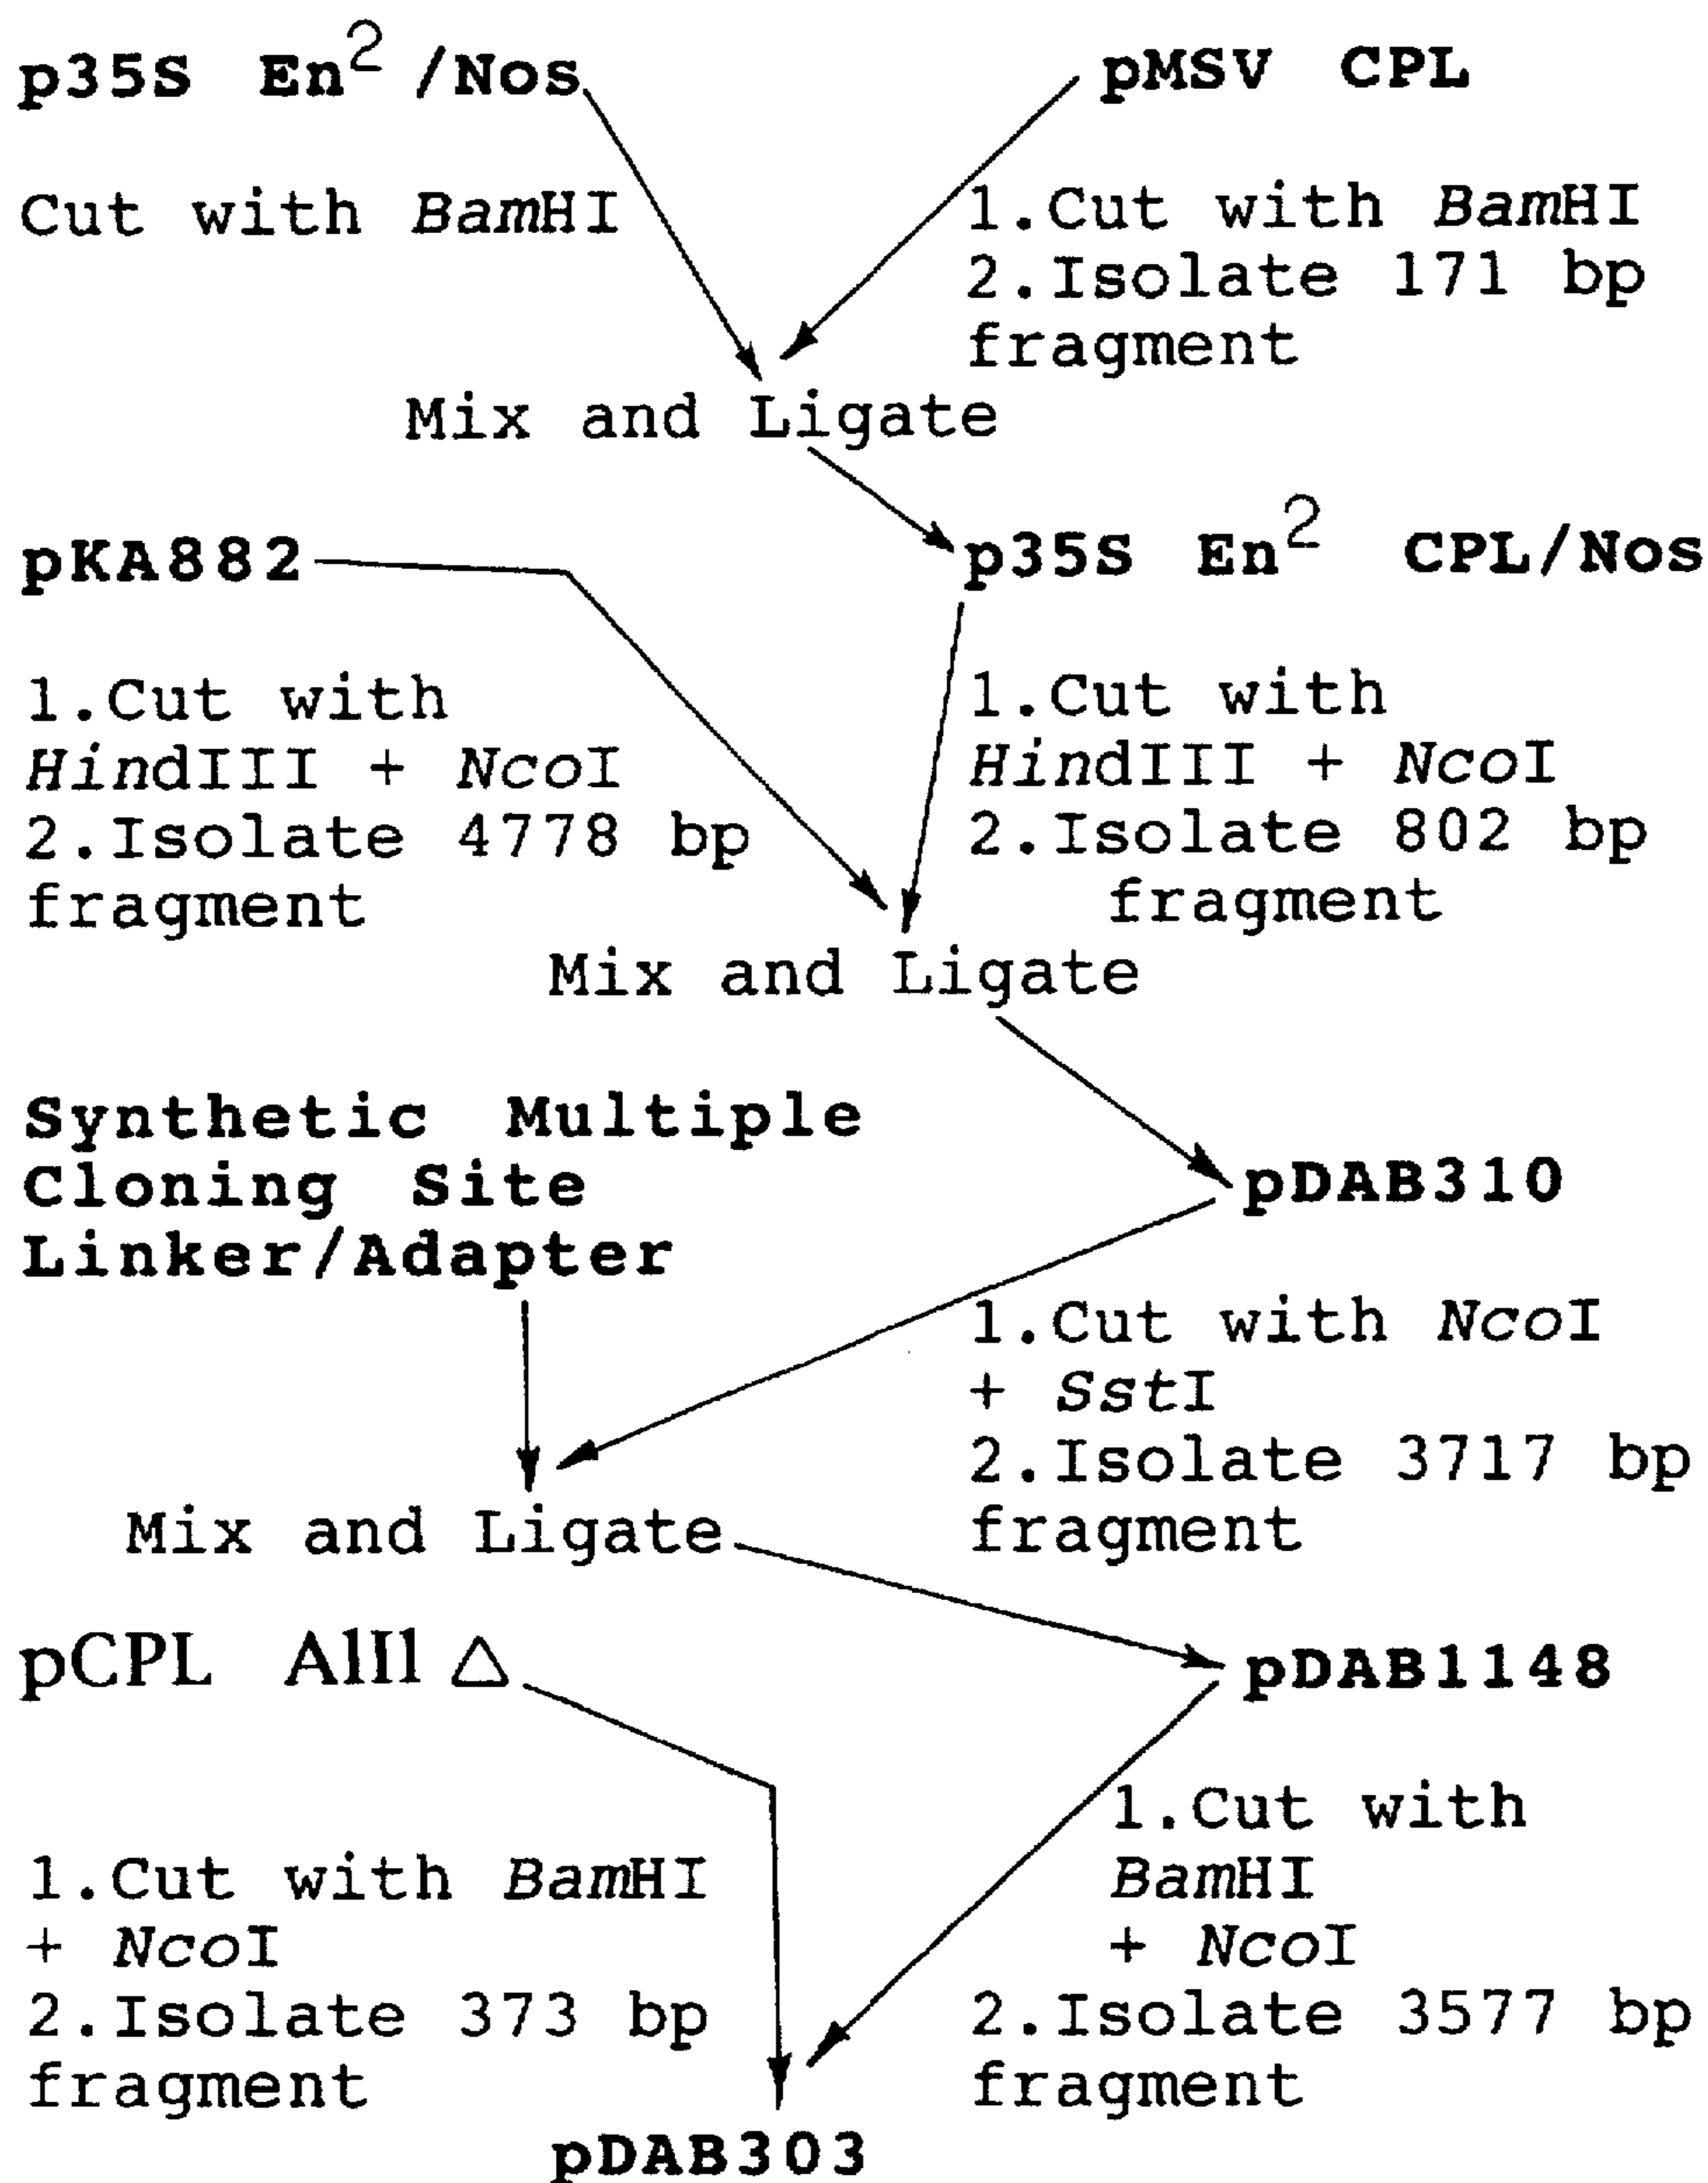 p35S En² /Nos
pMSV CPL
Cut with BamHI
1.Cut with BamHI
2.Isolate 171 bp
fragment
Mix and Ligate
pKA882
p35S En² CPL/Nos
1.Cut with
HindIII + NcoI
2.Isolate 4778 bp
fragment
1.Cut with
HindIII + NcoI
2.Isolate 802 bp
fragment
Mix and Ligate
Synthetic Multiple
Cloning Site
Linker/Adapter
pDAB310
1.Cut with NcoI
+ SstI
2.Isolate 3717 bp
fragment
Mix and Ligate
pCPL AlIl △
pDAB1148
1.Cut with BamHI
+ NcoI
2.Isolate 373 bp
fragment
1.Cut with
BamHI
+ NcoI
2.Isolate 3577 bp
fragment
pDAB303